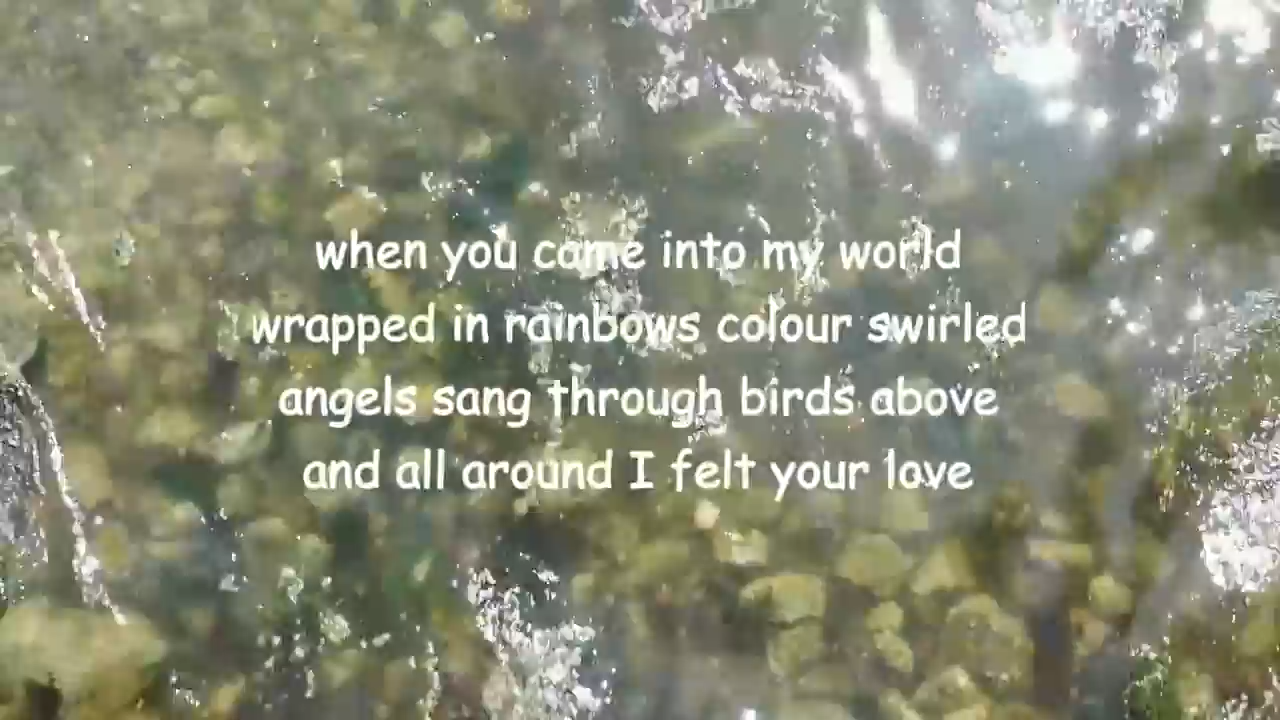 when you came into my world
wrapped in rainbows colour swirled
angels sang through birds above
and all around I felt your love